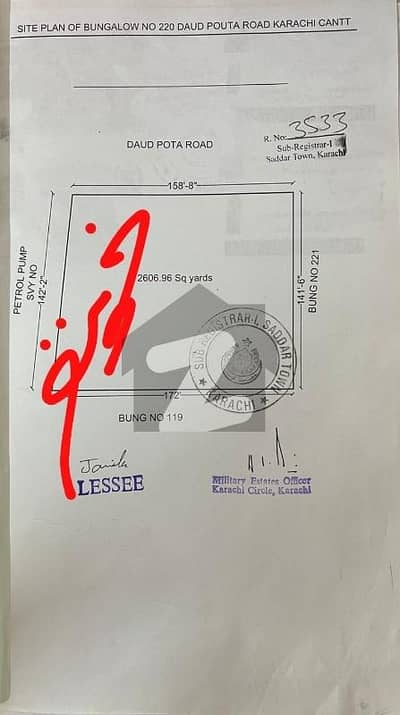 SITE PLAN OF BUNGALOW NO 220 DAUD POUTA ROAD KARACHI CANTT
DAUD POTA ROAD
R. No: 3533
Sub-Registrar-I
Saddar Town, Karachi
158'-8"
PETROL PUMP
SVY NO
142'-2"
2606.96 Sq yards
141'-6"
BUNG NO 221
SUB REGISTRAR-I, SADDAR TOWN
KARACHI
172'
BUNG NO 119
LESSEE
Military Estates Officer
Karachi Circle, Karachi